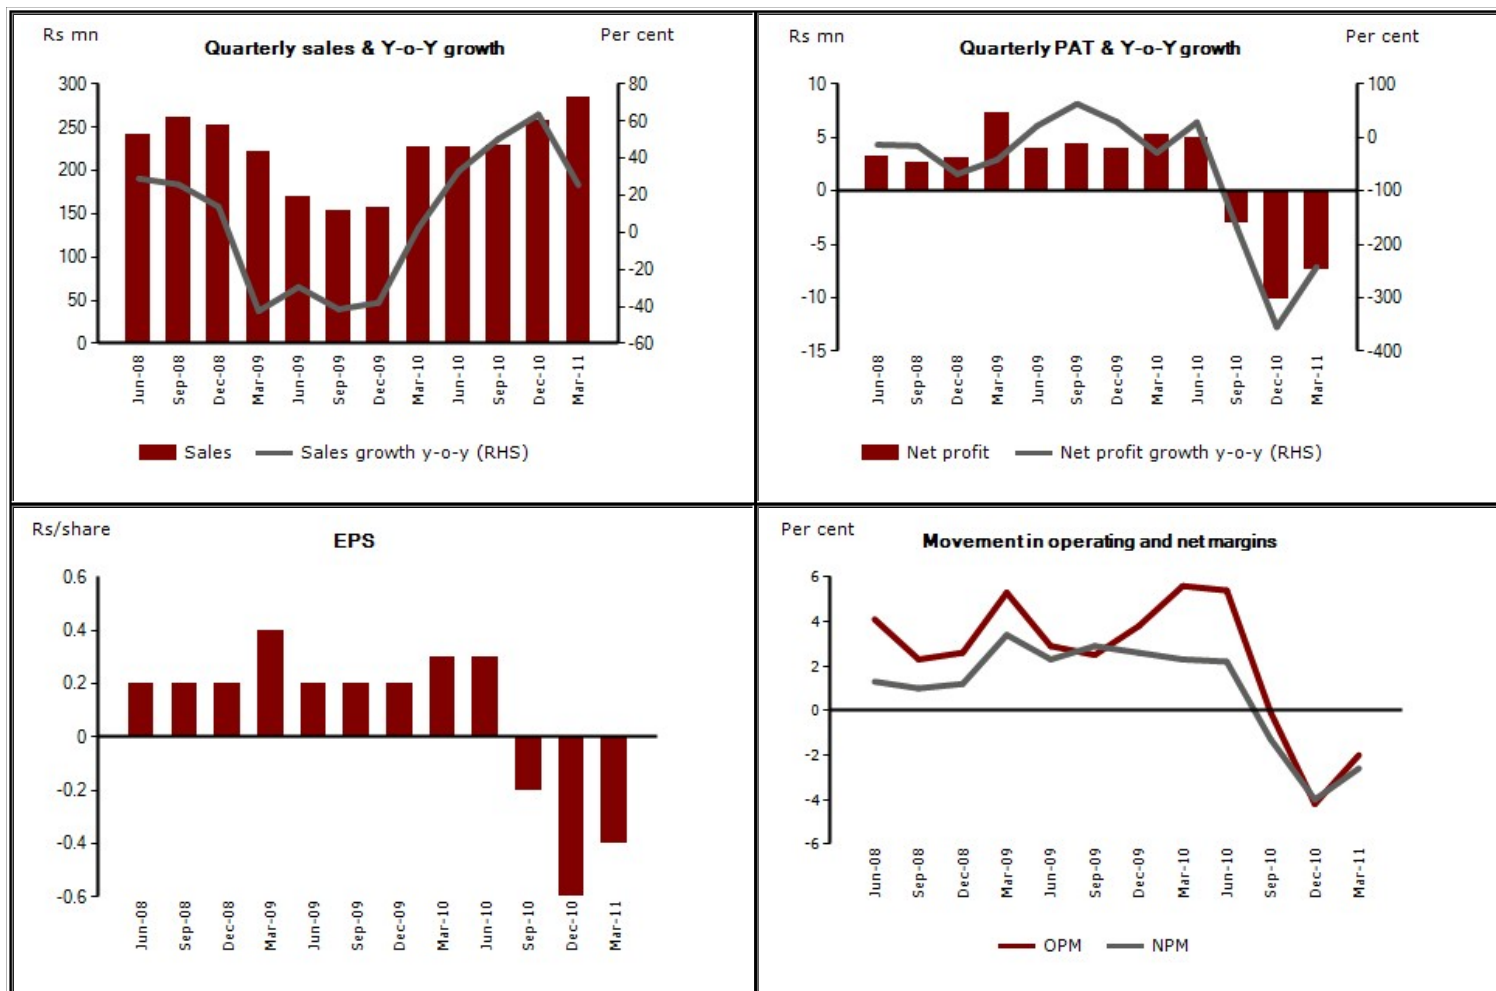 Rs mn
Per cent
Quarterly sales & Y-o-Y growth
300
250
200
150
100
50
0
80
60
40
20
0
-20
-40
-60
Jun-08
Sep-08
Dec-08
Mar-09
Jun-09
Sep-09
Dec-09
Mar-10
Jun-10
Sep-10
Dec-10
Mar-11
Sales
Sales growth y-o-y (RHS)
Rs mn
Per cent
Quarterly PAT & Y-o-Y growth
10
5
0
-5
-10
-15
100
0
-100
-200
-300
-400
Jun-08
Sep-08
Dec-08
Mar-09
Jun-09
Sep-09
Dec-09
Mar-10
Jun-10
Sep-10
Dec-10
Mar-11
Net profit
Net profit growth y-o-y (RHS)
Rs/share
EPS
0.6
0.4
0.2
0
-0.2
-0.4
-0.6
Jun-08
Sep-08
Dec-08
Mar-09
Jun-09
Sep-09
Dec-09
Mar-10
Jun-10
Sep-10
Dec-10
Mar-11
Per cent
Movement in operating and net margins
6
4
2
0
-2
-4
-6
Jun-08
Sep-08
Dec-08
Mar-09
Jun-09
Sep-09
Dec-09
Mar-10
Jun-10
Sep-10
Dec-10
Mar-11
OPM
NPM